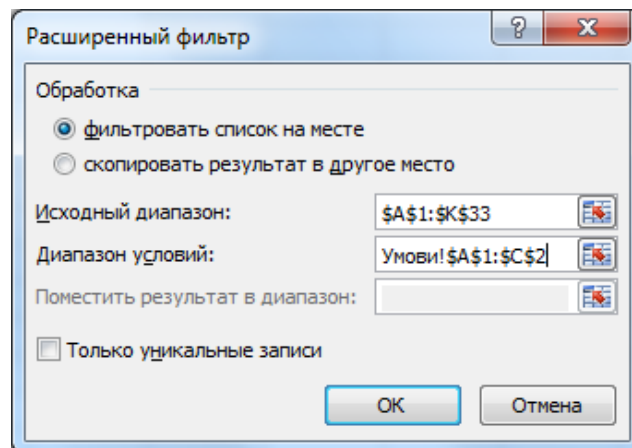 Расширенный фильтр
Обработка
фильтровать список на месте
скопировать результат в другое место
Исходный диапазон: $A$1:$K$33
Диапазон условий: Умови!$A$1:$C$2
Поместить результат в диапазон:
Только уникальные записи
ОК Отмена